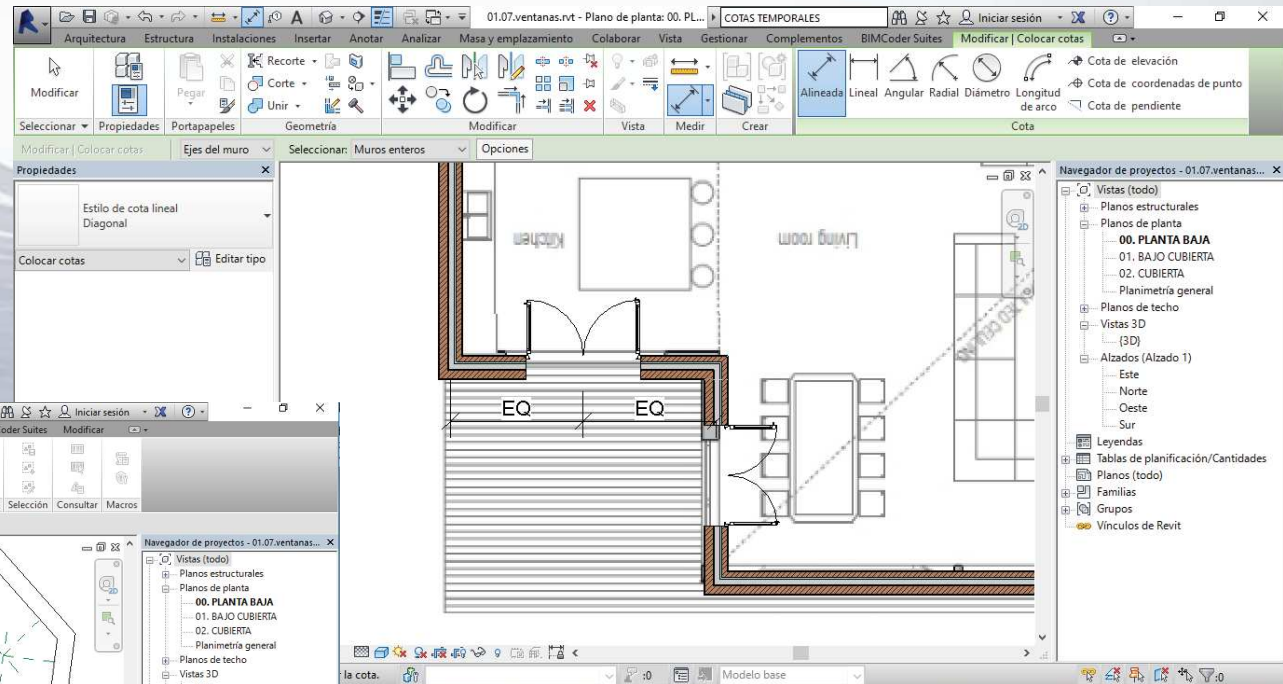 01.07.ventanas.rvt - Plano de planta: 00. PL... COTAS TEMPORALES Iniciar sesión
Arquitectura Estructura Instalaciones Insertar Anotar Analizar Masa y emplazamiento Colaborar Vista Gestionar Complementos BIMCoder Suites Modificar | Colocar cotas
Modificar Pegar Recorte Corte Unir Alineada Lineal Angular Radial Diámetro Longitud de arco
Cota de elevación
Cota de coordenadas de punto
Cota de pendiente
Seleccionar Propiedades Portapapeles Geometría Modificar Vista Medir Crear Cota
Modificar | Colocar cotas Ejes del muro Seleccionar: Muros enteros Opciones
Propiedades
Estilo de cota lineal
Diagonal
Colocar cotas Editar tipo
Kitchen Living room
EQ EQ
2D
Navegador de proyectos - 01.07.ventanas...
Vistas (todo)
Planos estructurales
Planos de planta
00. PLANTA BAJA
01. BAJO CUBIERTA
02. CUBIERTA
Planimetría general
Planos de techo
Vistas 3D
{3D}
Alzados (Alzado 1)
Este
Norte
Oeste
Sur
Leyendas
Tablas de planificación/Cantidades
Planos (todo)
Familias
Grupos
Vínculos de Revit
la cota. :0 Modelo base :0
Iniciar sesión
oder Suites Modificar
Selección Consultar Macros
Navegador de proyectos - 01.07.ventanas...
Vistas (todo)
Planos estructurales
Planos de planta
00. PLANTA BAJA
01. BAJO CUBIERTA
02. CUBIERTA
Planimetría general
Planos de techo
Vistas 3D